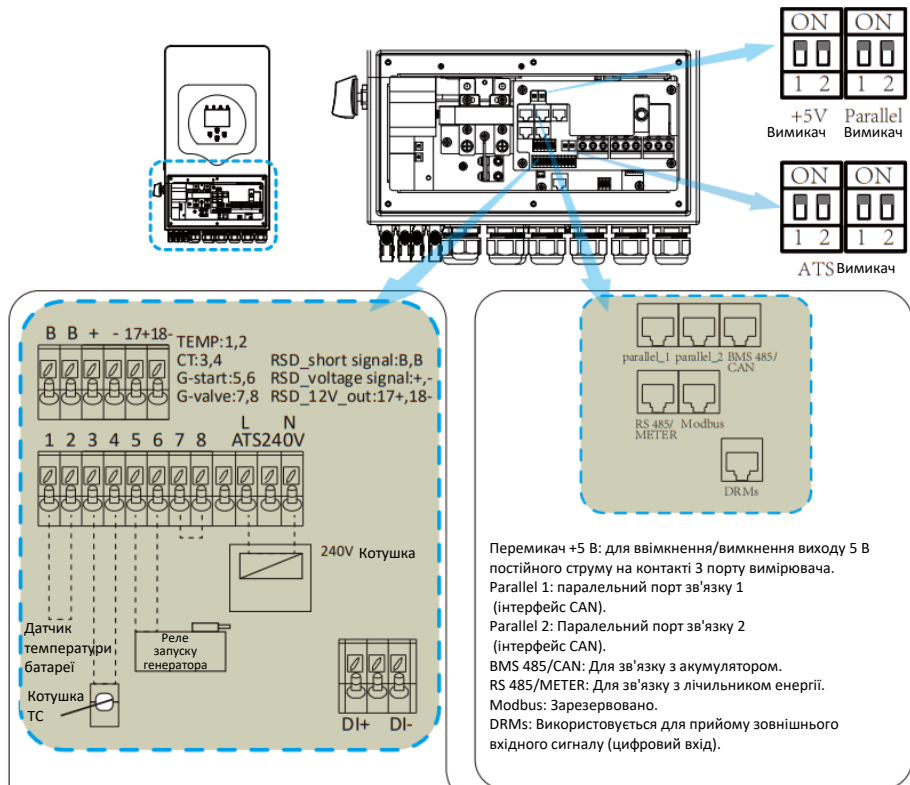 ON ON
1 2 1 2
+5V Parallel
Вимикач Вимикач
ON ON
1 2 1 2
ATS Вимикач
B B + - 17+18-
TEMP:1,2
CT:3,4 RSD_short signal:B,B
G-start:5,6 RSD_voltage signal:+,-
G-valve:7,8 RSD_12V_out:17+,18-
L N
1 2 3 4 5 6 7 8 ATS240V
240V Котушка
Датчик
температури
батареї
Реле
запуску
генератора
Котушка
ТС
DI+ DI-
parallel_1 parallel_2 BMS 485/
CAN
RS 485/ Modbus
METER
DRMs
Перемикач +5 В: для ввімкнення/вимкнення виходу 5 В
постійного струму на контакті 3 порту вимірювача.
Parallel 1: паралельний порт зв'язку 1
(інтерфейс CAN).
Parallel 2: Паралельний порт зв'язку 2
(інтерфейс CAN).
BMS 485/CAN: Для зв'язку з акумулятором.
RS 485/METER: Для зв'язку з лічильником енергії.
Modbus: Зарезервовано.
DRMs: Використовується для прийому зовнішнього
вхідного сигналу (цифровий вхід).